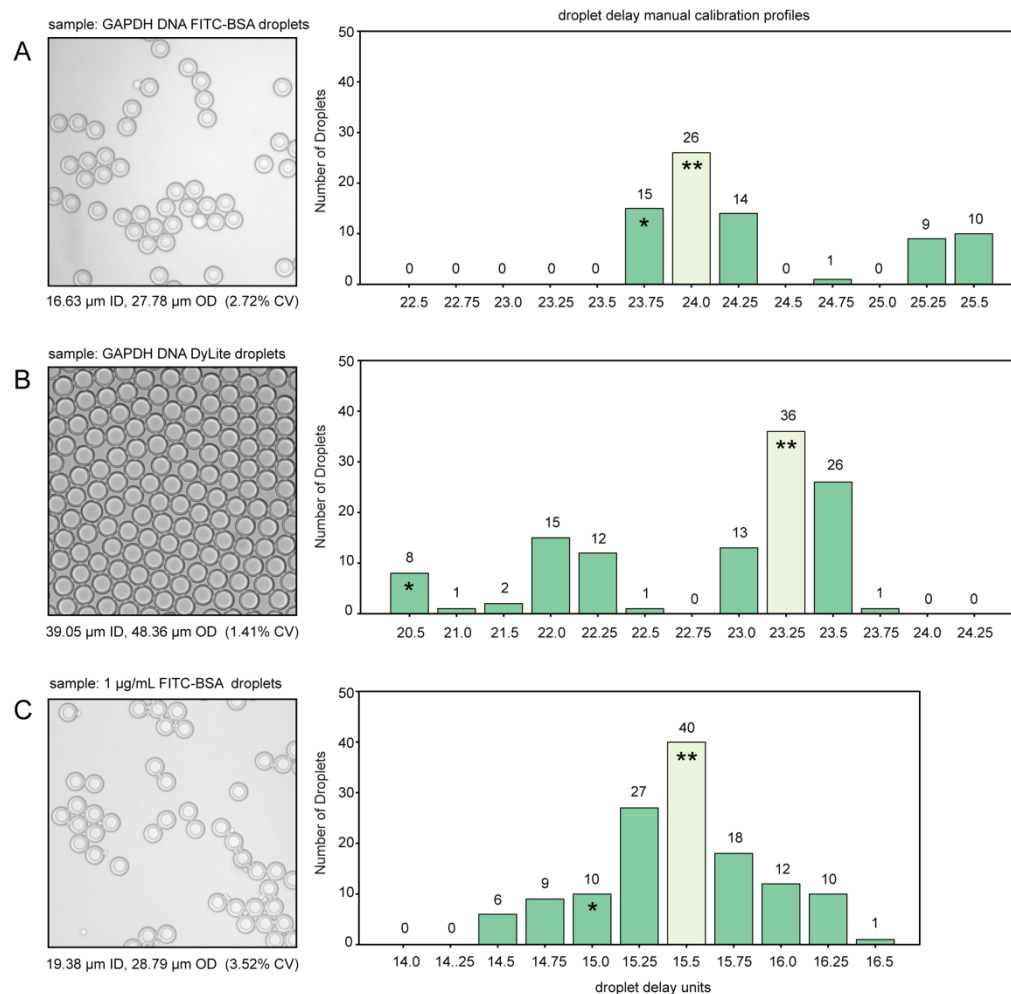 sample: GAPDH DNA FITC-BSA droplets
droplet delay manual calibration profiles
A
50
40
30
20
10
0
Number of Droplets
0 0 0 0 0 15 26 14 0 1 0 9 10
* **
22.5 22.75 23.0 23.25 23.5 23.75 24.0 24.25 24.5 24.75 25.0 25.25 25.5
16.63 µm ID, 27.78 µm OD (2.72% CV)
sample: GAPDH DNA DyLite droplets
B
50
40
30
20
10
0
Number of Droplets
8 1 2 15 12 1 0 13 36 26 1 0 0
* **
20.5 21.0 21.5 22.0 22.25 22.5 22.75 23.0 23.25 23.5 23.75 24.0 24.25
39.05 µm ID, 48.36 µm OD (1.41% CV)
sample: 1 µg/mL FITC-BSA droplets
C
50
40
30
20
10
0
Number of Droplets
0 0 6 9 10 27 40 18 12 10 1
* **
14.0 14..25 14.5 14.75 15.0 15.25 15.5 15.75 16.0 16.25 16.5
19.38 µm ID, 28.79 µm OD (3.52% CV)
droplet delay units